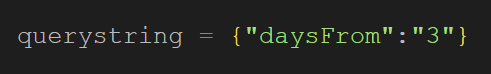 querystring = {"daysFrom":"3"}